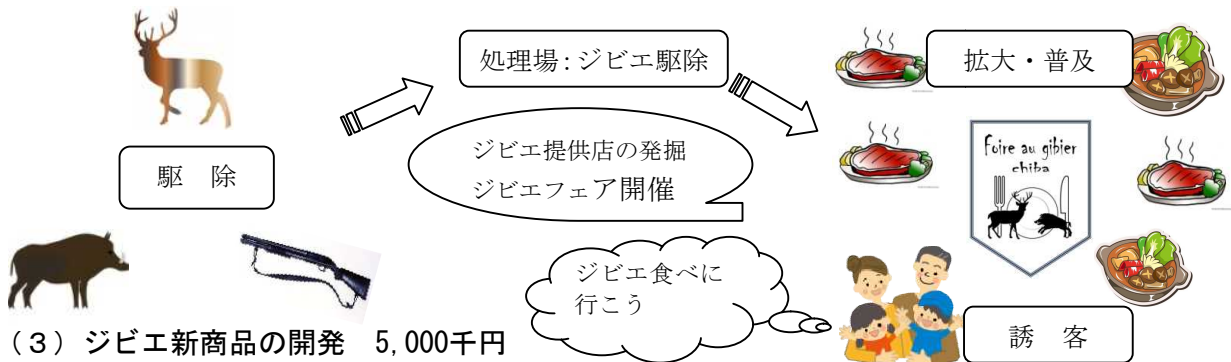 処理場:ジビエ駆除
拡大・普及
ジビエ提供店の発掘
ジビエフェア開催
駆 除
Foire au gibier
chiba
ジビエ食べに
行こう
誘 客
(3)ジビエ新商品の開発 5,000千円